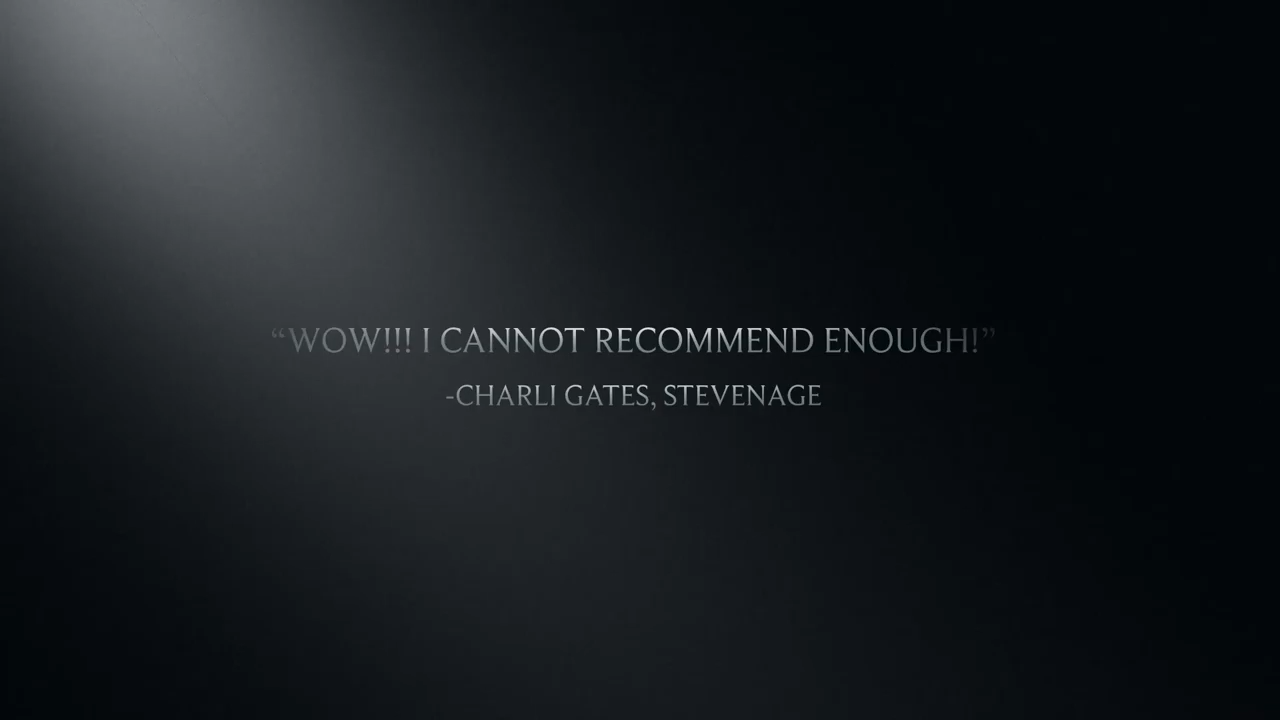 “WOW!!! I CANNOT RECOMMEND ENOUGH!”
-CHARLI GATES, STEVENAGE